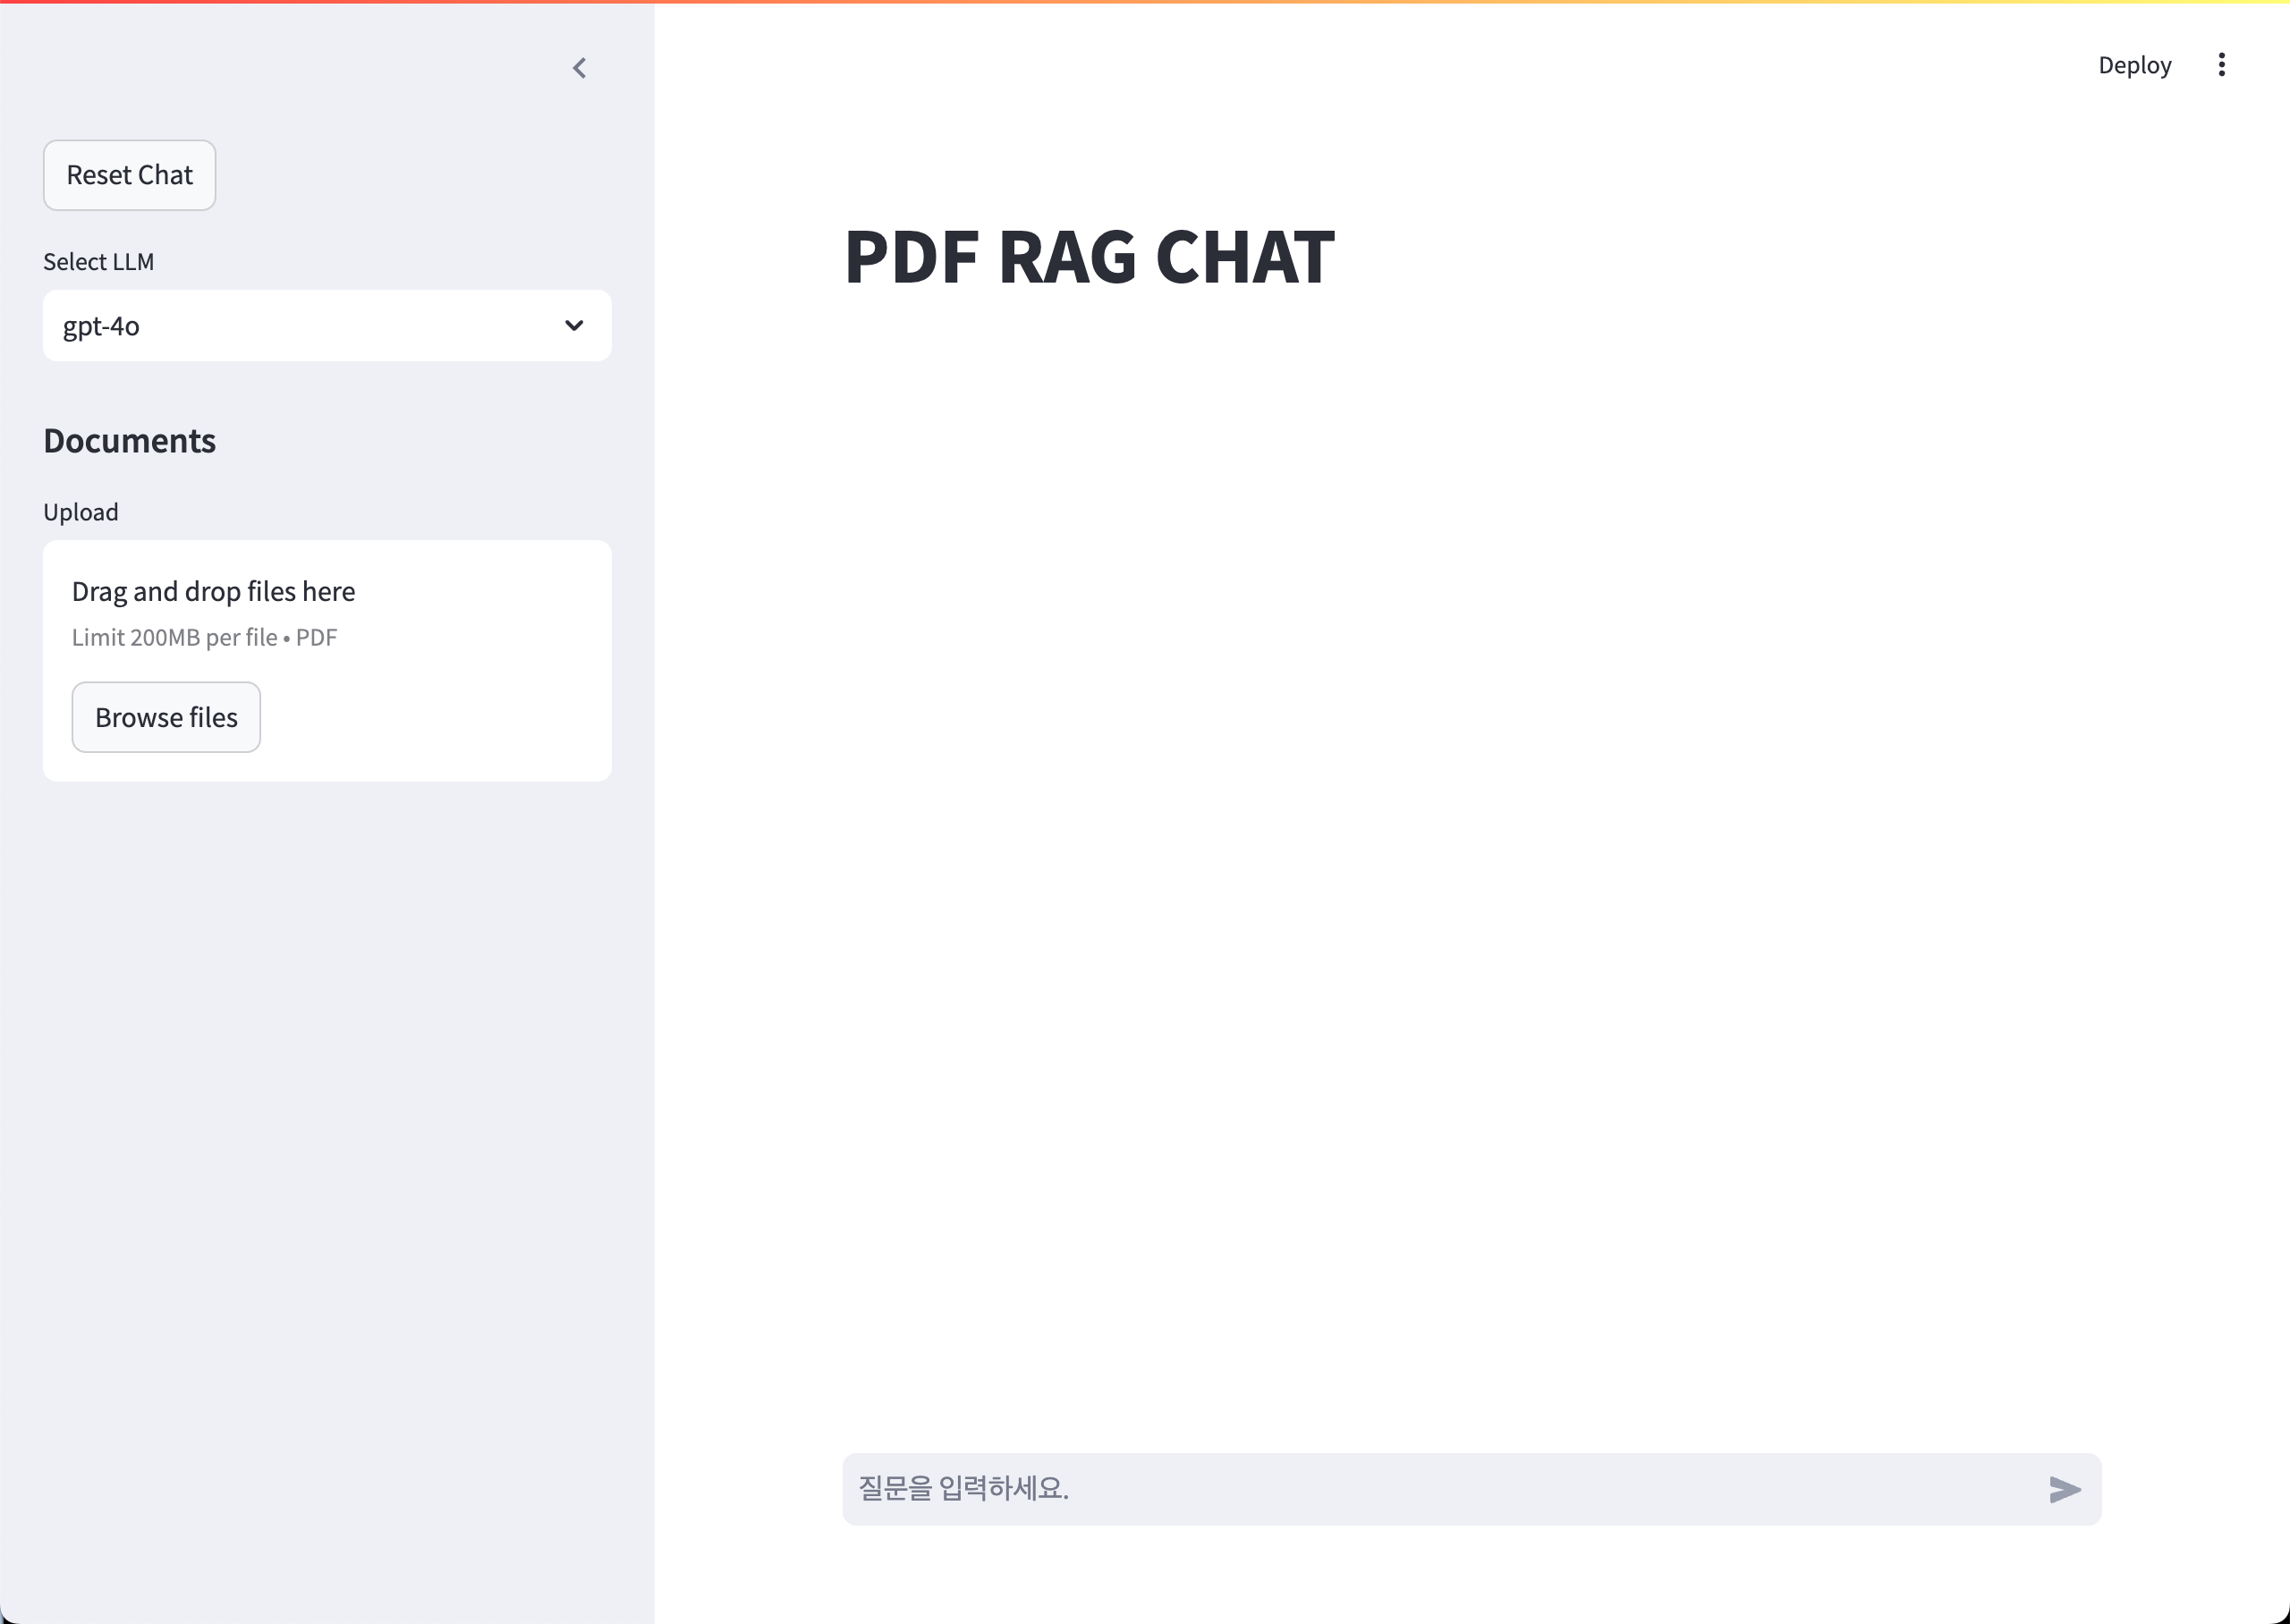 Deploy
Reset Chat
Select LLM
gpt-4o
Documents
Upload
Drag and drop files here
Limit 200MB per file • PDF
Browse files
PDF RAG CHAT
질문을 입력하세요.